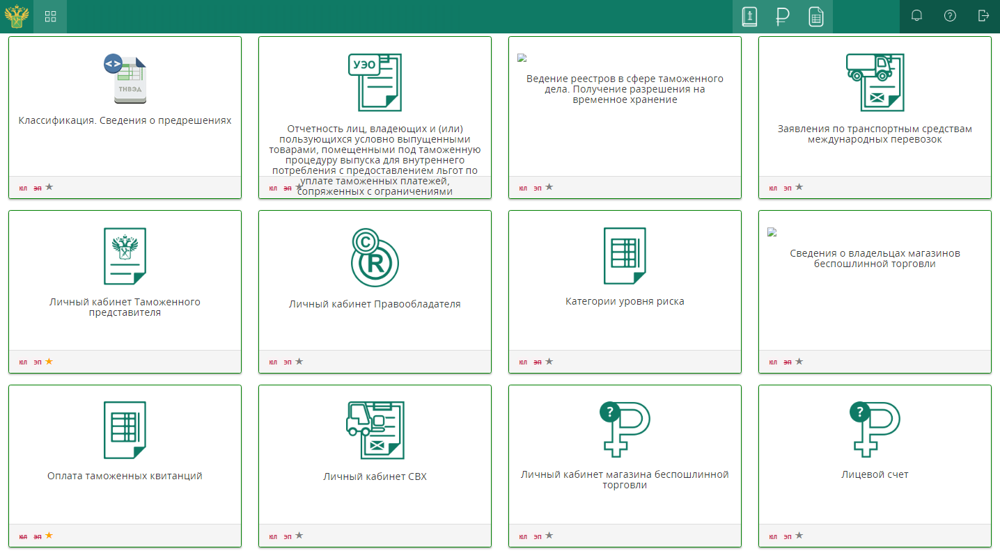 ТНВЭД
Классификация. Сведения о предрешениях
юл эп
УЭО
Отчетность лиц, владеющих и (или)
пользующихся условно выпущенными
товарами, помещенными под таможенную
процедуру выпуска для внутреннего
потребления с предоставлением льгот по
уплате таможенных платежей,
сопряженных с ограничениями
юл эп
Ведение реестров в сфере таможенного
дела. Получение разрешения на
временное хранение
юл эп
Заявления по транспортным средствам
международных перевозок
юл эп
Личный кабинет Таможенного
представителя
юл эп
C
R
Личный кабинет Правообладателя
юл эп
Категории уровня риска
юл эп
Сведения о владельцах магазинов
беспошлинной торговли
юл эп
Оплата таможенных квитанций
юл эп
Личный кабинет СВХ
юл эп
?
Личный кабинет магазина беспошлинной
торговли
юл эп
?
Лицевой счет
юл эп